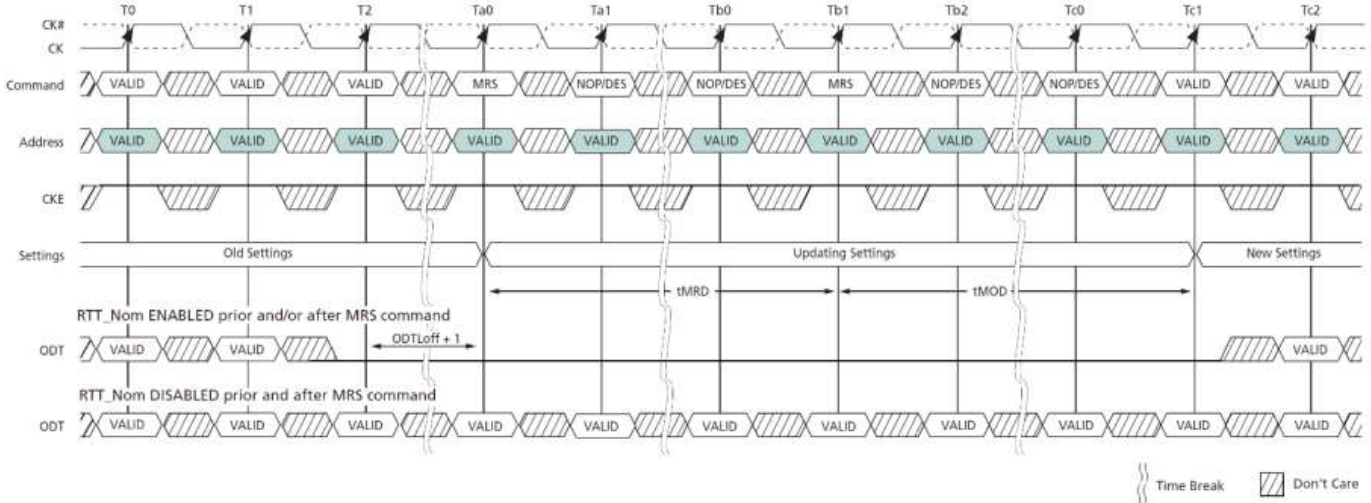 T0 T1 T2 Ta0 Ta1 Tb0 Tb1 Tb2 Tc0 Tc1 Tc2
CK#
CK
Command VALID VALID VALID MRS NOP/DES NOP/DES MRS NOP/DES NOP/DES VALID VALID
Address VALID VALID VALID VALID VALID VALID VALID VALID VALID VALID VALID
CKE
Settings Old Settings Updating Settings New Settings
tMRD tMOD
RTT_Nom ENABLED prior and/or after MRS command
ODTLoff + 1
ODT VALID VALID VALID
RTT_Nom DISABLED prior and after MRS command
ODT VALID VALID VALID VALID VALID VALID VALID VALID VALID VALID VALID
Time Break Don't Care